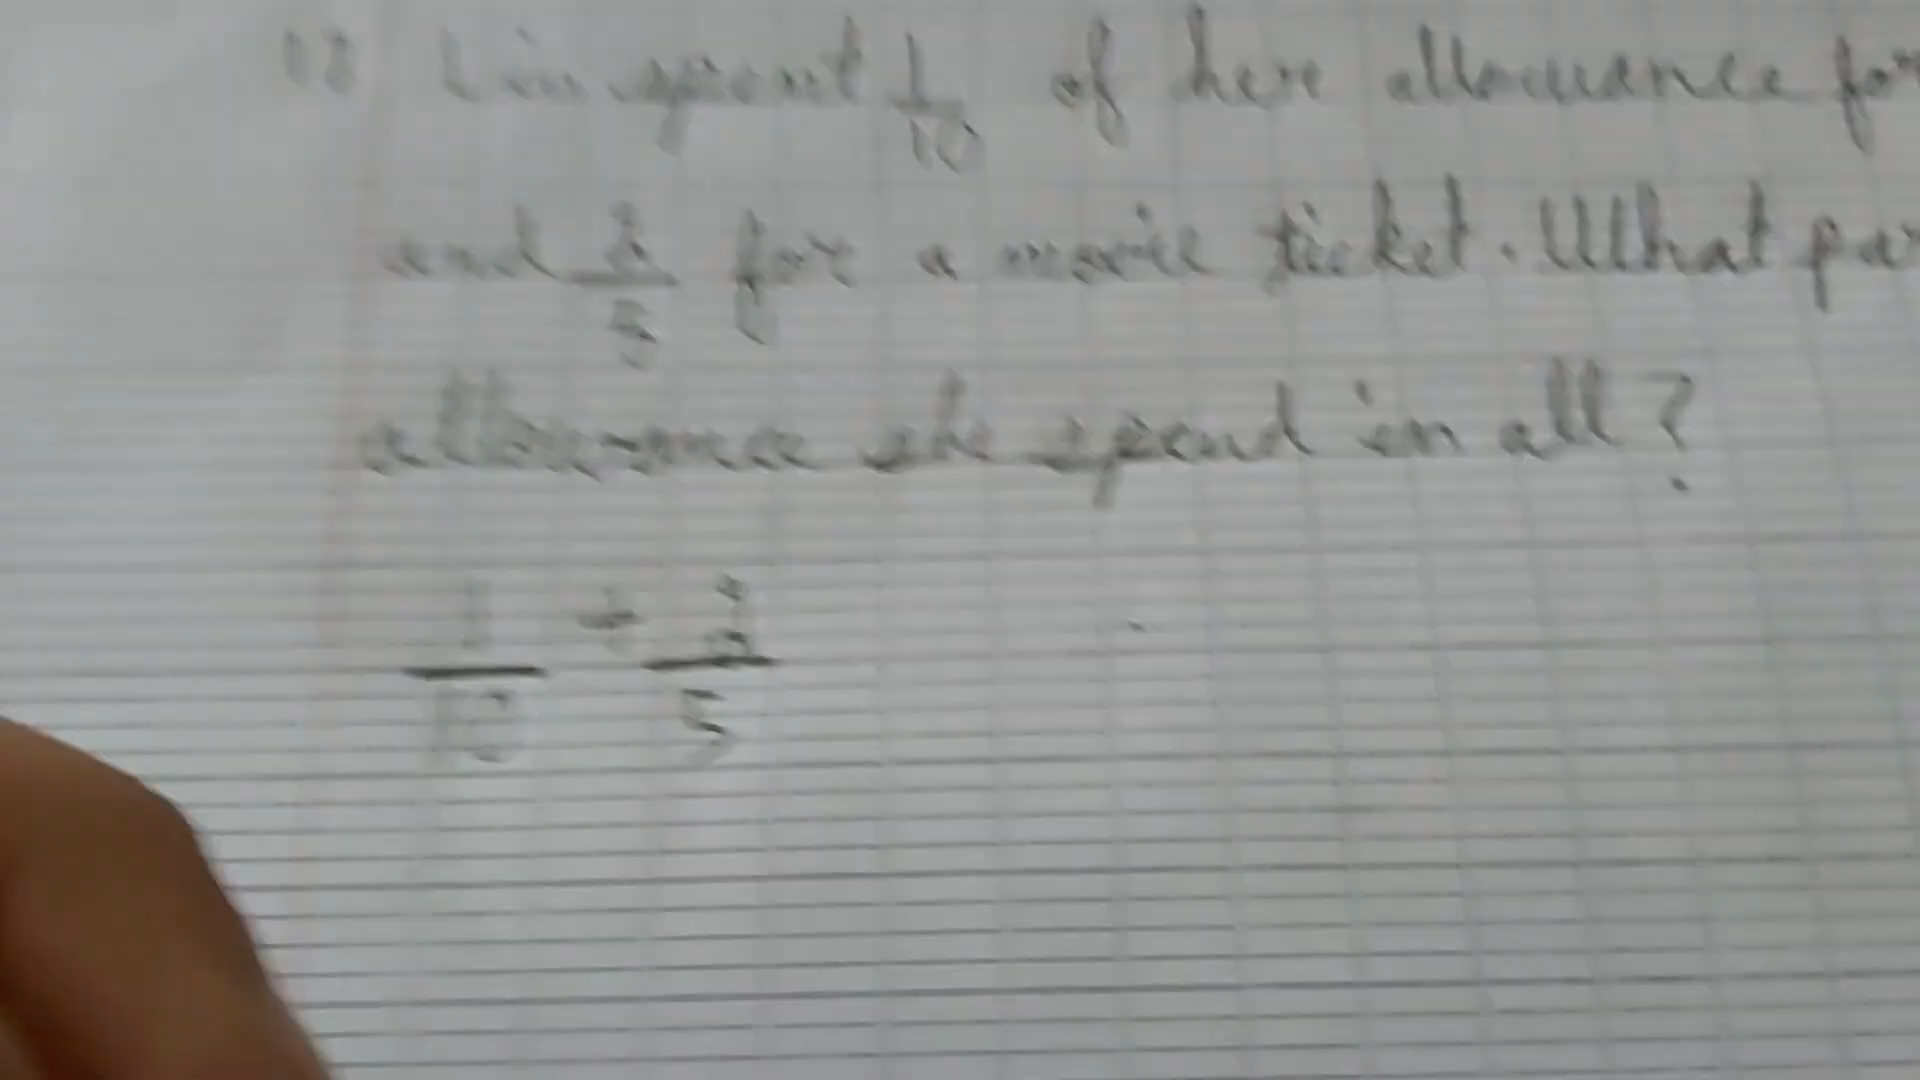 Lin spent 1/10 of here allowance for
and 2/5 for a movie ticket. What par
allowance she spend in all?
1/10 + 2/5